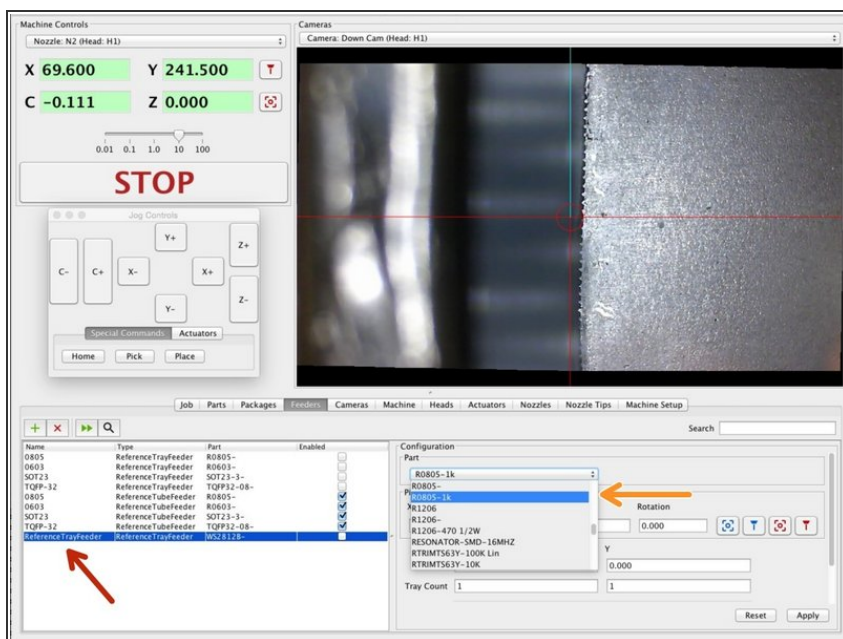 Machine Controls
Nozzle: N2 (Head: H1)
X 69.600 Y 241.500
C -0.111 Z 0.000
0.01 0.1 1.0 10 100
STOP
Jog Controls
Y+
C- C+ X- X+ Z+
Y- Z-
Special Commands Actuators
Home Pick Place
Cameras
Camera: Down Cam (Head: H1)
Job Parts Packages Feeders Cameras Machine Heads Actuators Nozzles Nozzle Tips Machine Setup
Search
Name Type Part Enabled
0805 ReferenceTrayFeeder R0805-
0603 ReferenceTrayFeeder R0603-
SOT23 ReferenceTrayFeeder SOT23-3-
TQFP-32 ReferenceTrayFeeder TQFP32-08-
0805 ReferenceTubeFeeder R0805-
0603 ReferenceTubeFeeder R0603-
SOT23 ReferenceTubeFeeder SOT23-3-
TQFP-32 ReferenceTubeFeeder TQFP32-08-
ReferenceTrayFeeder ReferenceTrayFeeder WS2812B-
Configuration
Part
R0805-1k
R0805-
R0805-1k
R1206
R1206-
R1206-470 1/2W
RESONATOR-SMD-16MHZ
RTRIMTS63Y-100K Lin
RTRIMTS63Y-10K
Rotation
0.000
Y
0.000
Tray Count 1 1
Reset Apply